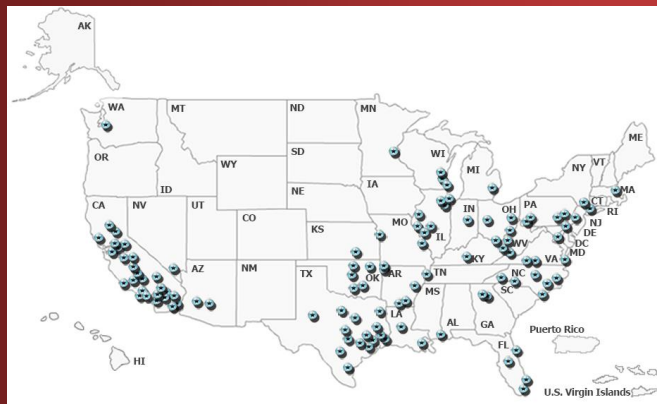 AK
WA
MT
ND
MN
ME
OR
ID
WY
SD
WI
MI
NY
VT
MA
CT
RI
CA
NV
UT
CO
NE
IA
IL
IN
OH
PA
NJ
DE
DC
MD
KS
MO
KY
WV
VA
AZ
NM
TX
OK
AR
TN
NC
SC
LA
MS
AL
GA
FL
HI
Puerto Rico
U.S. Virgin Islands